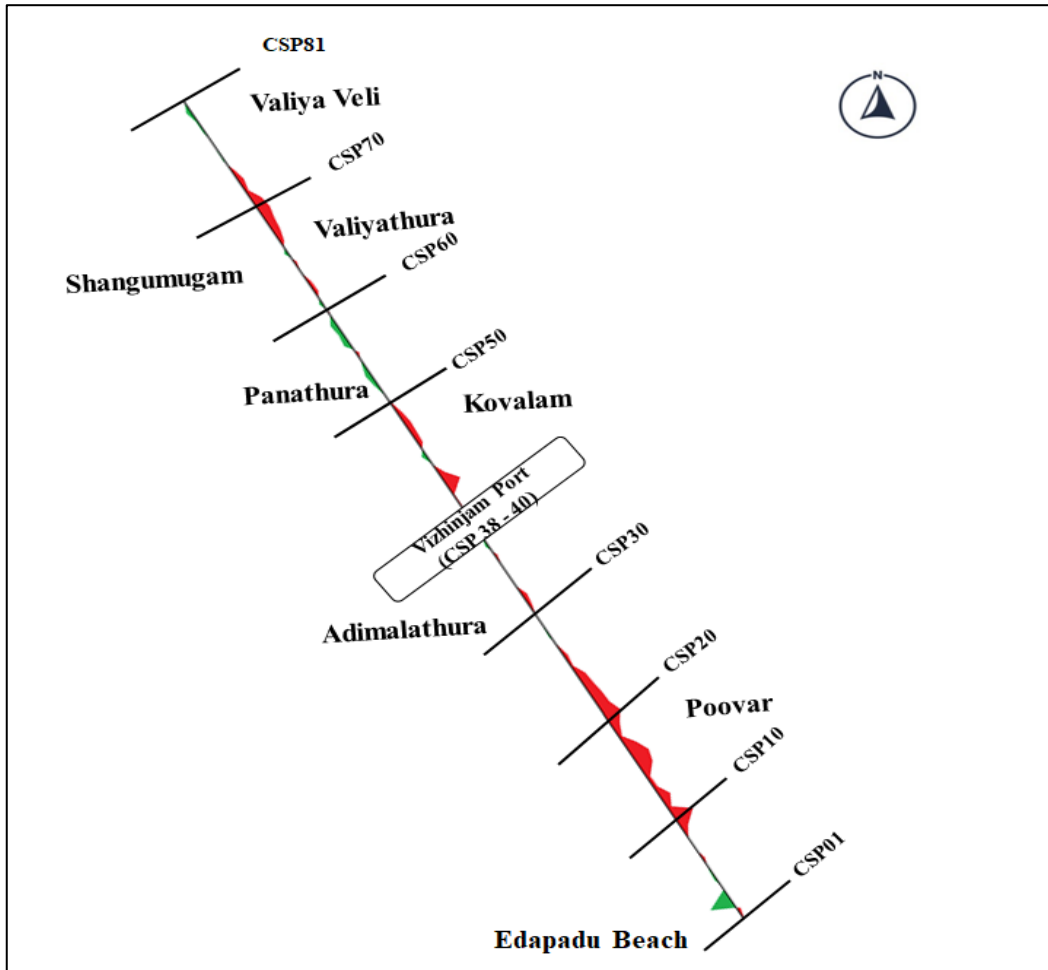 CSP81
N
Valiya Veli
CSP70
Valiyathura
CSP60
Shangumugam
CSP50
Panathura
Kovalam
Vizhinjam Port
(CSP 38 - 40)
CSP30
Adimalathura
CSP20
Poovar
CSP10
CSP01
Edapadu Beach